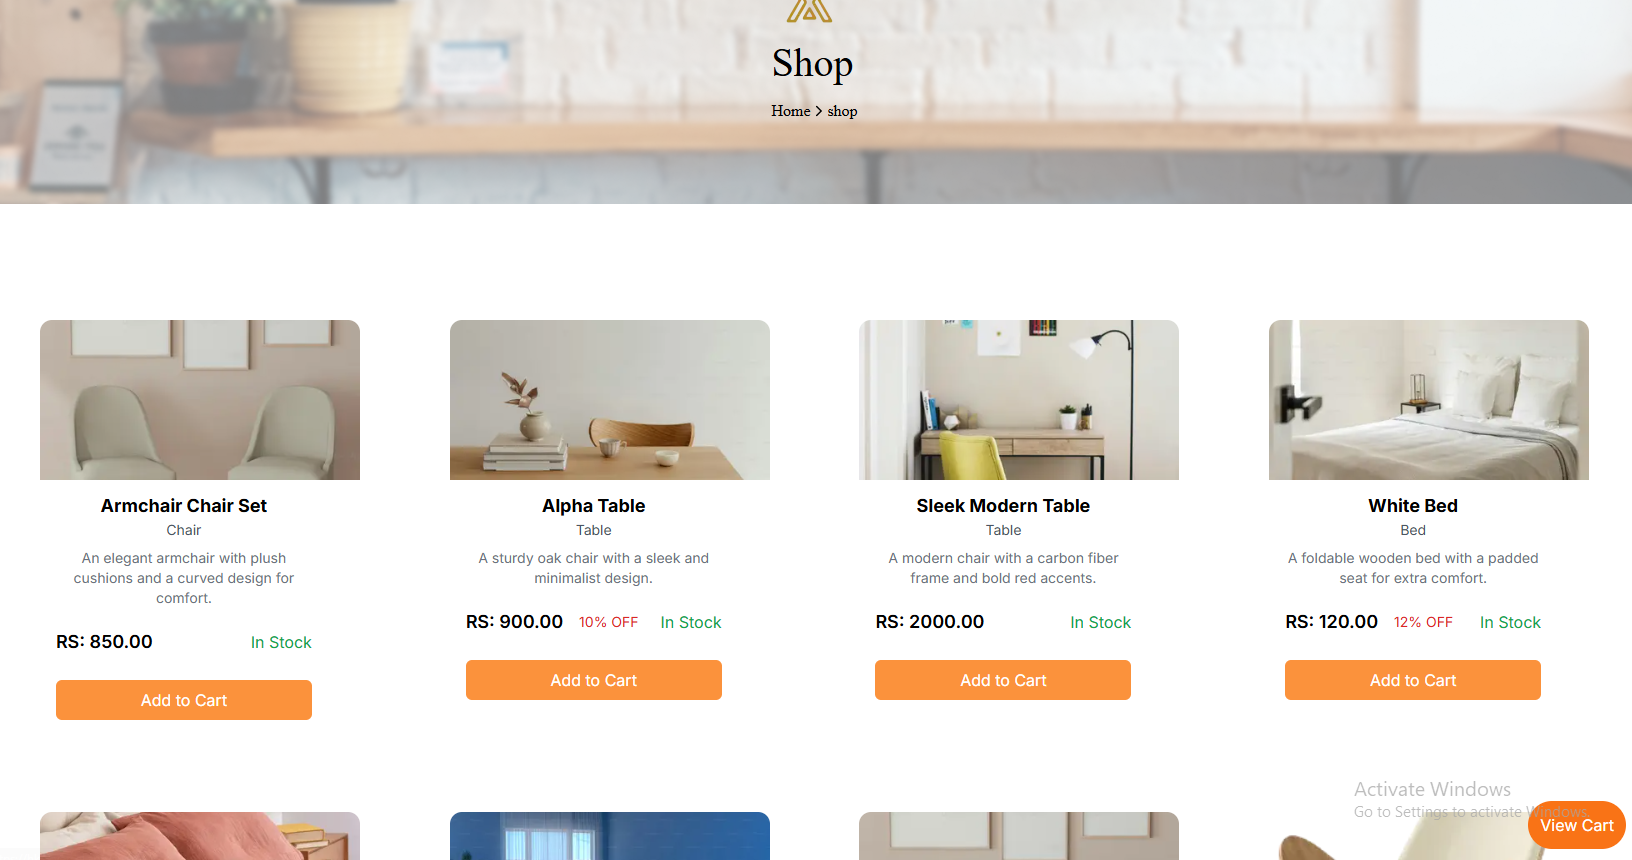 Shop
Home > shop
Armchair Chair Set
Chair
An elegant armchair with plush
cushions and a curved design for
comfort.
RS: 850.00 In Stock
Add to Cart
Alpha Table
Table
A sturdy oak chair with a sleek and
minimalist design.
RS: 900.00 10% OFF In Stock
Add to Cart
Sleek Modern Table
Table
A modern chair with a carbon fiber
frame and bold red accents.
RS: 2000.00 In Stock
Add to Cart
White Bed
Bed
A foldable wooden bed with a padded
seat for extra comfort.
RS: 120.00 12% OFF In Stock
Add to Cart
Activate Windows
Go to Settings to activate Windows.
View Cart